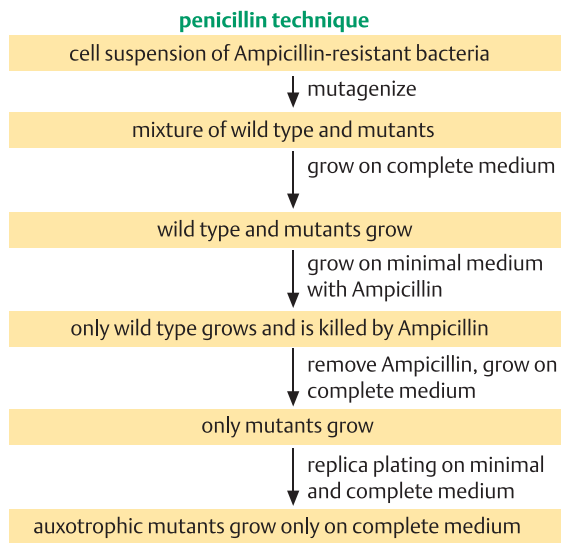 penicillin technique
cell suspension of Ampicillin-resistant bacteria
mutagenize
mixture of wild type and mutants
grow on complete medium
wild type and mutants grow
grow on minimal medium
with Ampicillin
only wild type grows and is killed by Ampicillin
remove Ampicillin, grow on
complete medium
only mutants grow
replica plating on minimal
and complete medium
auxotrophic mutants grow only on complete medium